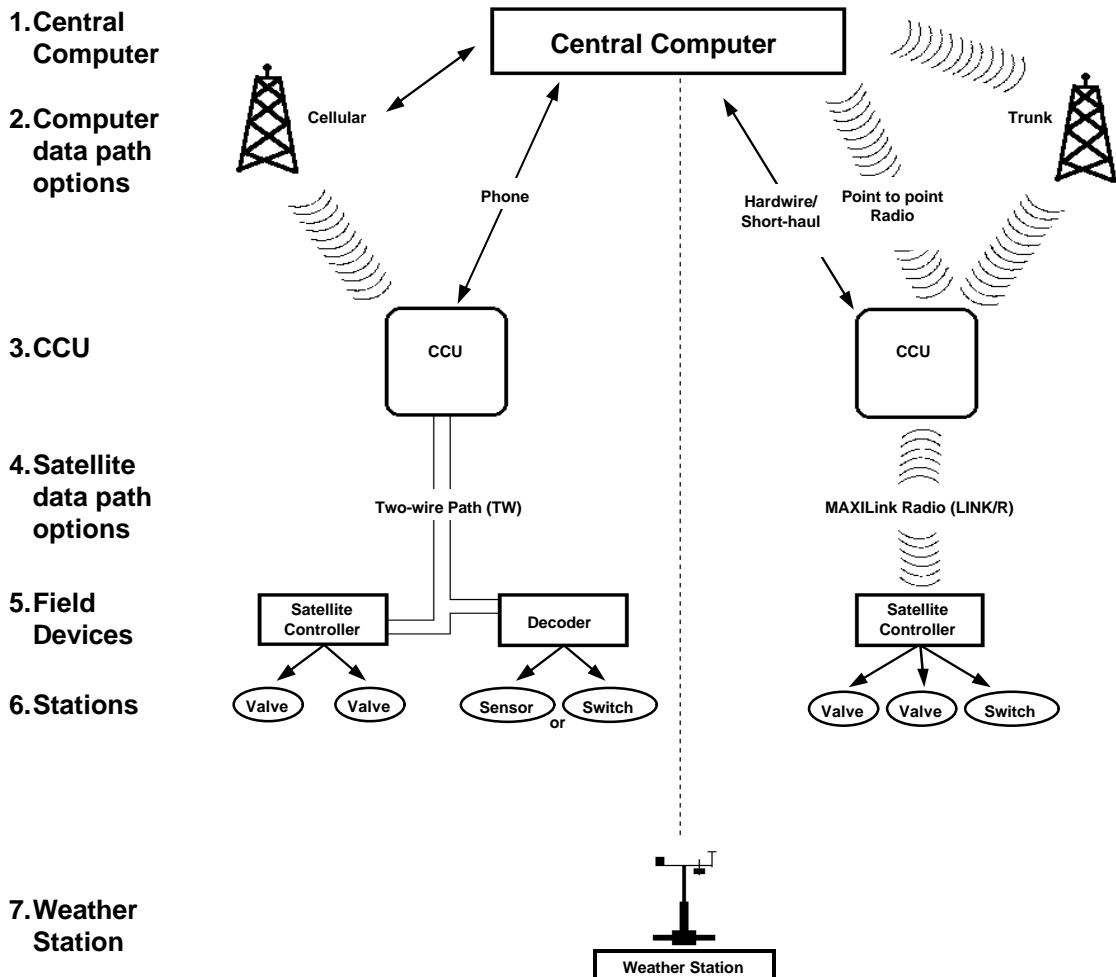 1. Central
Computer
Central Computer
2. Computer
data path
options
Cellular
Trunk
Phone
Hardwire/
Short-haul
Point to point
Radio
3. CCU
CCU
CCU
4. Satellite
data path
options
Two-wire Path (TW)
MAXILink Radio (LINK/R)
5. Field
Devices
Satellite
Controller
Decoder
Satellite
Controller
6. Stations
Valve
Valve
Sensor
or
Switch
Valve
Valve
Switch
7. Weather
Station
Weather Station